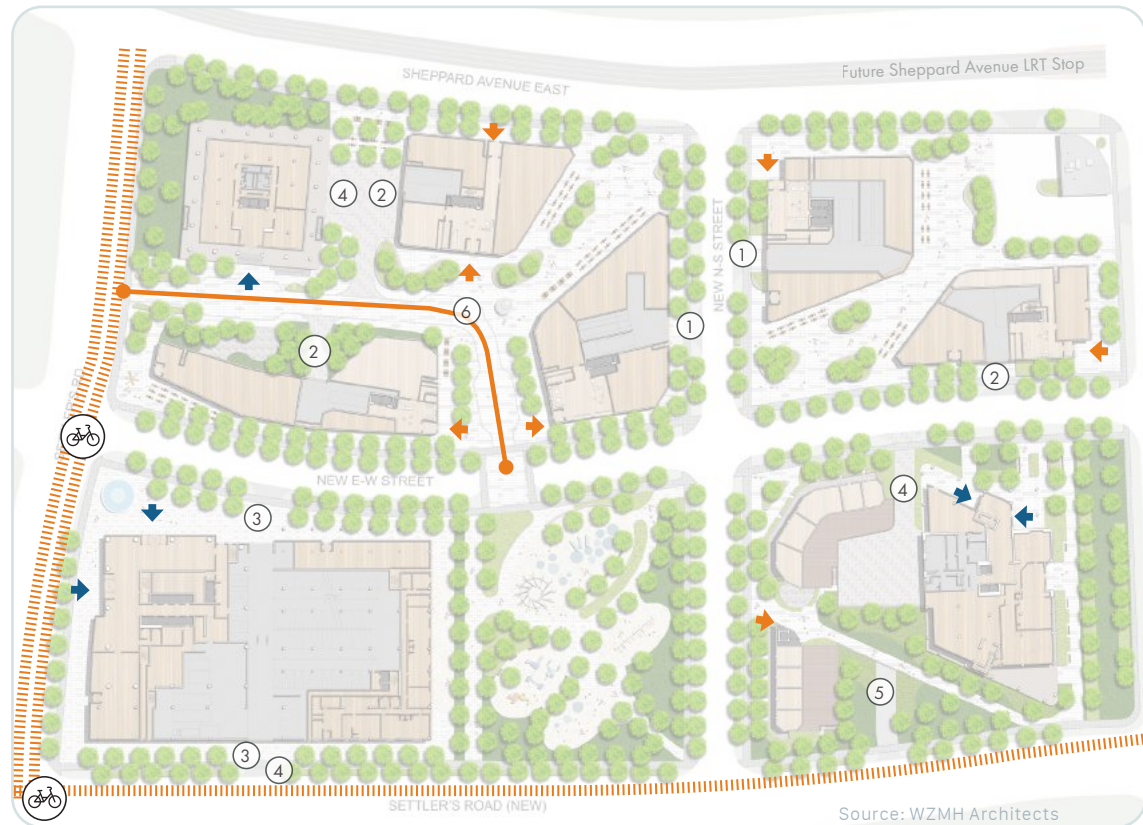 SHEPPARD AVENUE EAST
Future Sheppard Avenue LRT Stop
4
2
NEW N-S STREET
1
6
1
2
2
NEW E-W STREET
3
4
5
3
4
SETTLER'S ROAD (NEW)
Source: WZMH Architects